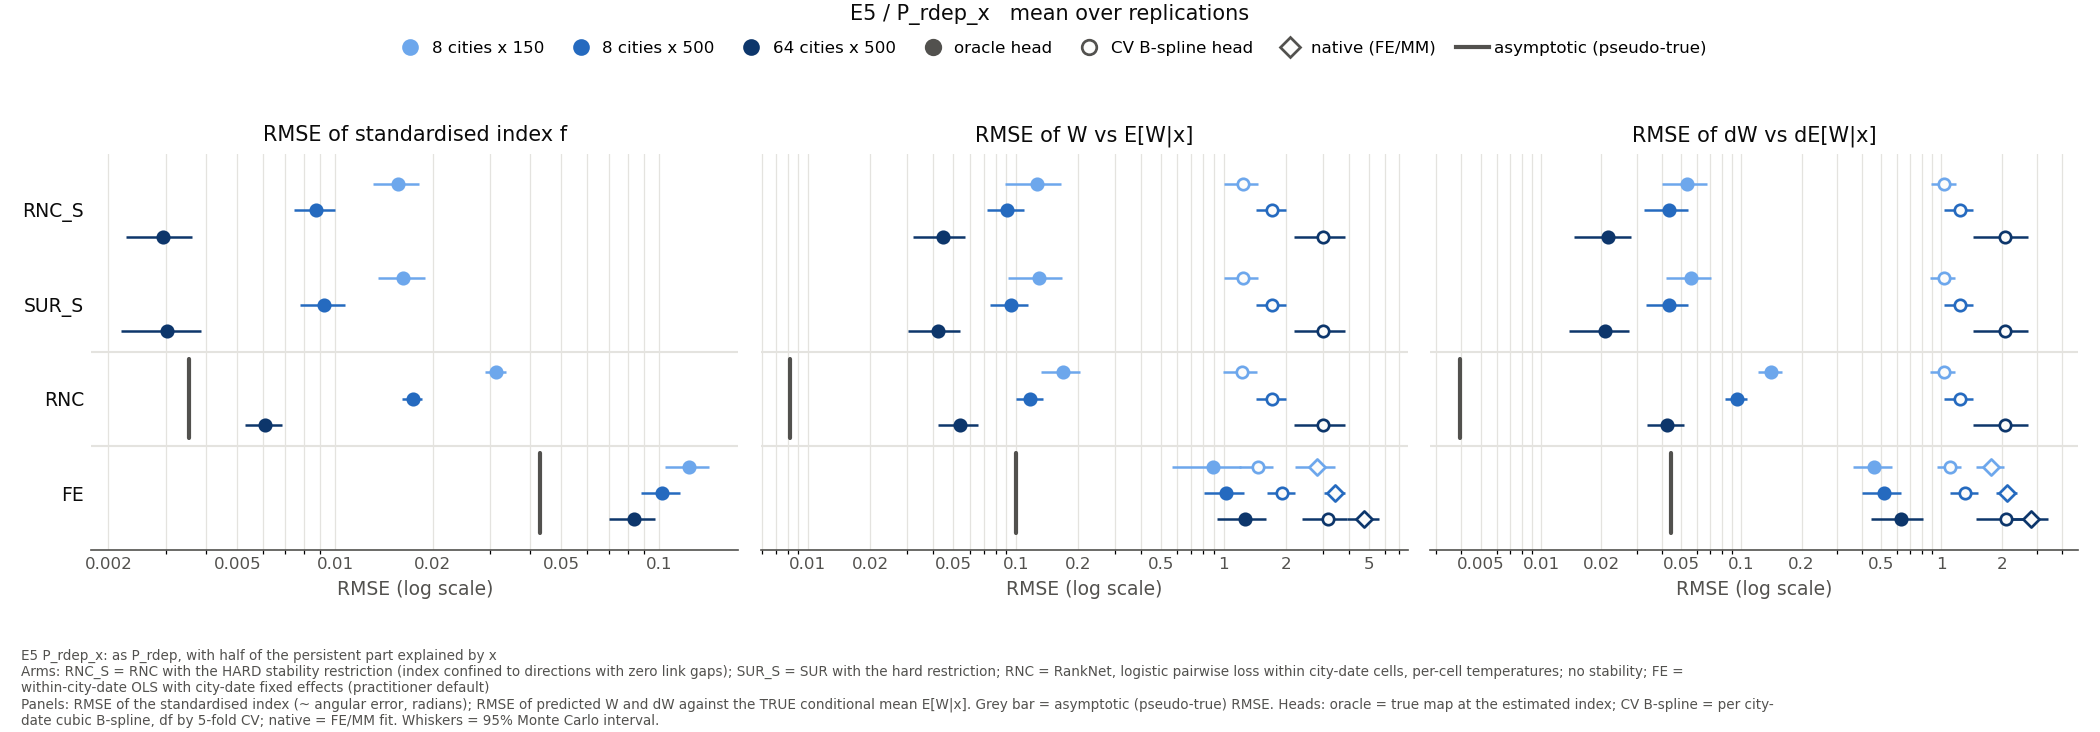 E5 / P_rdep_x   mean over replications
8 cities x 150
8 cities x 500
64 cities x 500
oracle head
CV B-spline head
native (FE/MM)
asymptotic (pseudo-true)
RMSE of standardised index f
RMSE of W vs E[W|x]
RMSE of dW vs dE[W|x]
RNC_S
SUR_S
RNC
FE
0.002 0.005 0.01 0.02 0.05 0.1
0.01 0.02 0.05 0.1 0.2 0.5 1 2 5
0.005 0.01 0.02 0.05 0.1 0.2 0.5 1 2
RMSE (log scale)
RMSE (log scale)
RMSE (log scale)
E5 P_rdep_x: as P_rdep, with half of the persistent part explained by x
Arms: RNC_S = RNC with the HARD stability restriction (index confined to directions with zero link gaps); SUR_S = SUR with the hard restriction; RNC = RankNet, logistic pairwise loss within city-date cells, per-cell temperatures; no stability; FE =
within-city-date OLS with city-date fixed effects (practitioner default)
Panels: RMSE of the standardised index (~ angular error, radians); RMSE of predicted W and dW against the TRUE conditional mean E[W|x]. Grey bar = asymptotic (pseudo-true) RMSE. Heads: oracle = true map at the estimated index; CV B-spline = per city-
date cubic B-spline, df by 5-fold CV; native = FE/MM fit. Whiskers = 95% Monte Carlo interval.